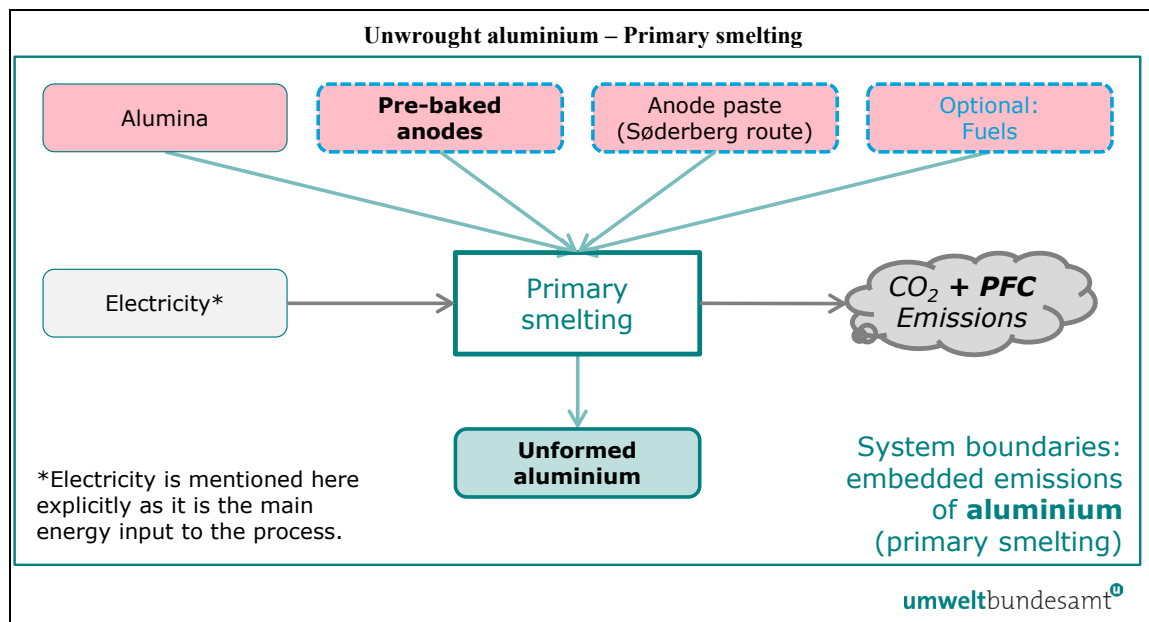 Unwrought aluminium – Primary smelting
Alumina
Pre-baked
anodes
Anode paste
(Søderberg route)
Optional:
Fuels
Electricity*
Primary
smelting
CO₂ + PFC
Emissions
Unformed
aluminium
*Electricity is mentioned here
explicitly as it is the main
energy input to the process.
System boundaries:
embedded emissions
of aluminium
(primary smelting)
umweltbundesamt
u